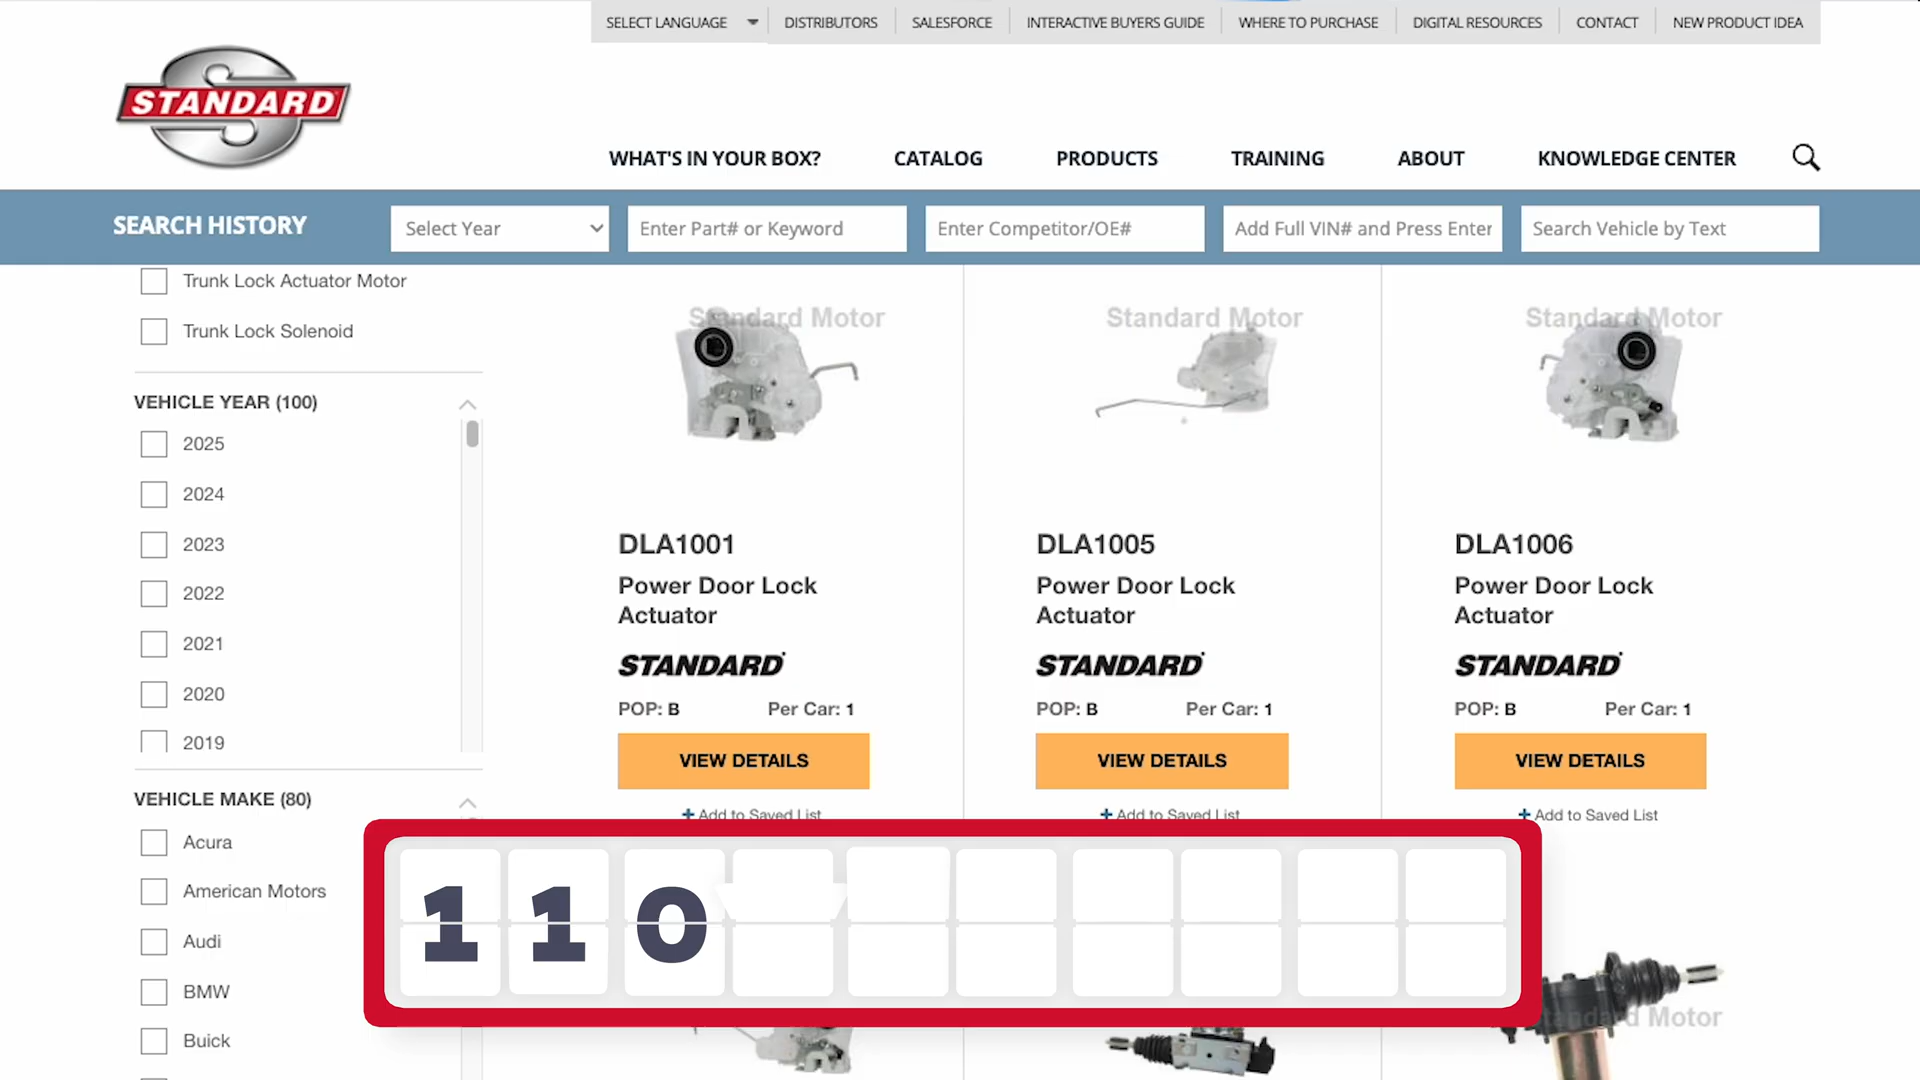 SELECT LANGUAGE DISTRIBUTORS SALESFORCE INTERACTIVE BUYERS GUIDE WHERE TO PURCHASE DIGITAL RESOURCES CONTACT NEW PRODUCT IDEA
STANDARD
WHAT'S IN YOUR BOX? CATALOG PRODUCTS TRAINING ABOUT KNOWLEDGE CENTER
SEARCH HISTORY Select Year Enter Part# or Keyword Enter Competitor/OE# Add Full VIN# and Press Enter Search Vehicle by Text
Trunk Lock Actuator Motor
Trunk Lock Solenoid
VEHICLE YEAR (100)
2025
2024
2023
2022
2021
2020
2019
VEHICLE MAKE (80)
Acura
American Motors
Audi
BMW
Buick
Standard Motor
DLA1001
Power Door Lock
Actuator
STANDARD
POP: B Per Car: 1
VIEW DETAILS
+ Add to Saved List
Standard Motor
DLA1005
Power Door Lock
Actuator
STANDARD
POP: B Per Car: 1
VIEW DETAILS
+ Add to Saved List
Standard Motor
DLA1006
Power Door Lock
Actuator
STANDARD
POP: B Per Car: 1
VIEW DETAILS
+ Add to Saved List
110
Standard Motor